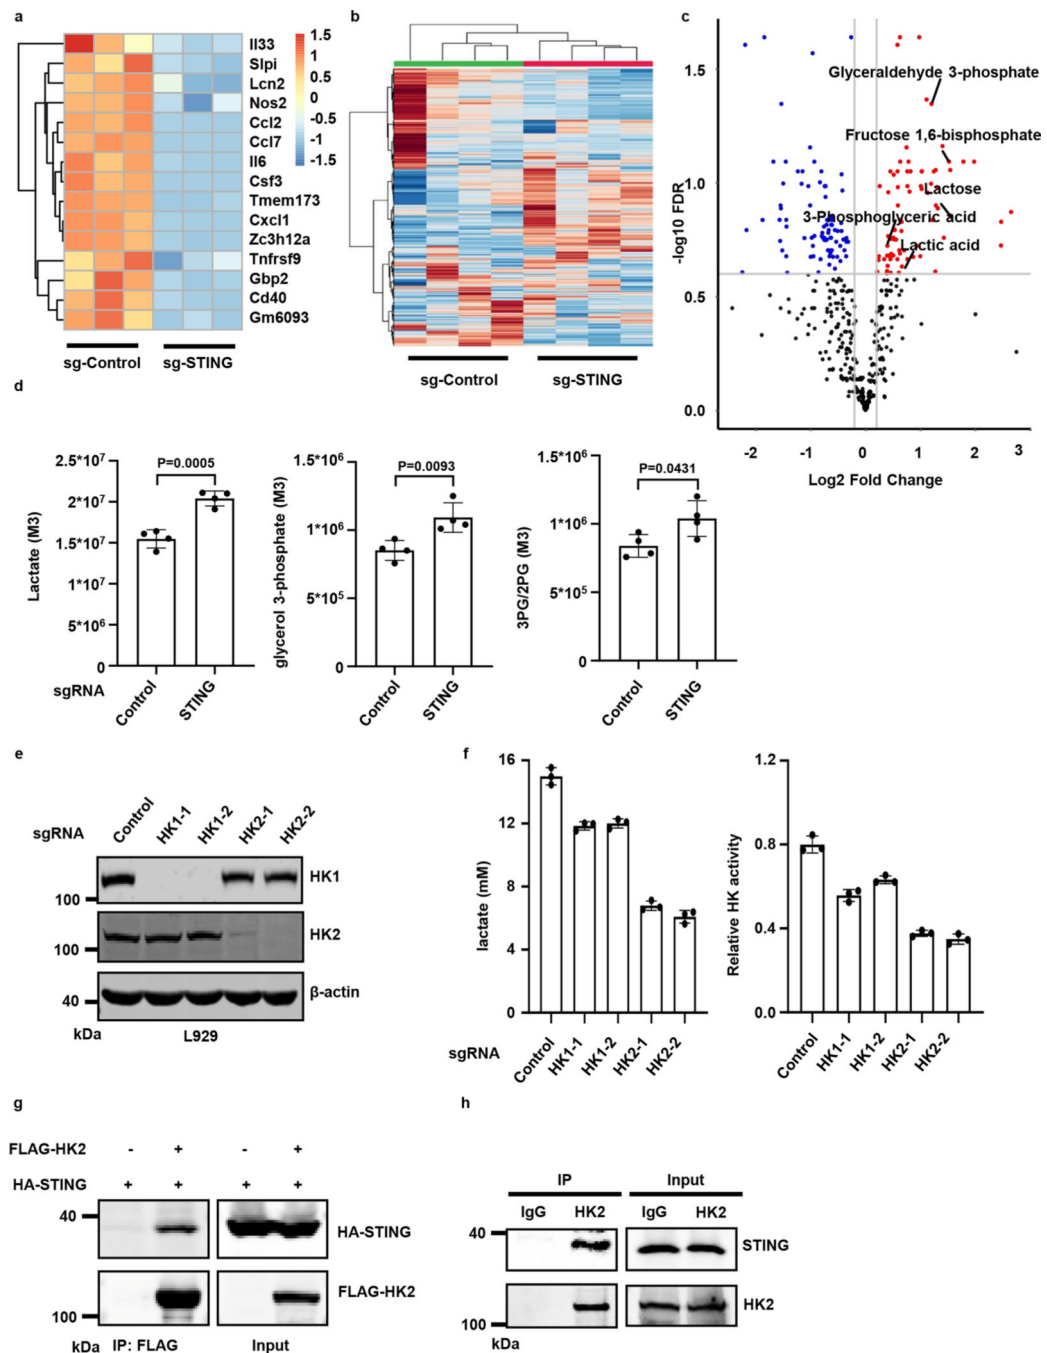 a
1.5
1
0.5
0
-0.5
-1
-1.5
Il33
Slpi
Lcn2
Nos2
Ccl2
Ccl7
Il6
Csf3
Tmem173
Cxcl1
Zc3h12a
Tnfrsf9
Gbp2
Cd40
Gm6093
sg-Control sg-STING
b
sg-Control sg-STING
c
-log10 FDR
1.5
1.0
0.5
0.0
Glyceraldehyde 3-phosphate
Fructose 1,6-bisphosphate
Lactose
3-Phosphoglyceric acid
Lactic acid
-2 -1 0 1 2 3
Log2 Fold Change
d
Lactate (M3)
2.5*10⁷
2*10⁷
1.5*10⁷
1*10⁷
5*10⁶
0
P=0.0005
sgRNA
Control STING
glycerol 3-phosphate (M3)
1.5*10⁶
1*10⁶
5*10⁵
0
P=0.0093
Control STING
3PG/2PG (M3)
1.5*10⁶
1*10⁶
5*10⁵
0
P=0.0431
Control STING
e
sgRNA Control HK1-1 HK1-2 HK2-1 HK2-2
HK1
100
HK2
100
β-actin
40
kDa L929
f
lactate (mM)
16
12
8
4
0
sgRNA Control HK1-1 HK1-2 HK2-1 HK2-2
Relative HK activity
1.2
0.8
0.4
0.0
Control HK1-1 HK1-2 HK2-1 HK2-2
g
FLAG-HK2 - + - +
HA-STING + + + +
40
HA-STING
FLAG-HK2
100
kDa IP: FLAG Input
h
IP Input
IgG HK2 IgG HK2
40
STING
HK2
100
kDa